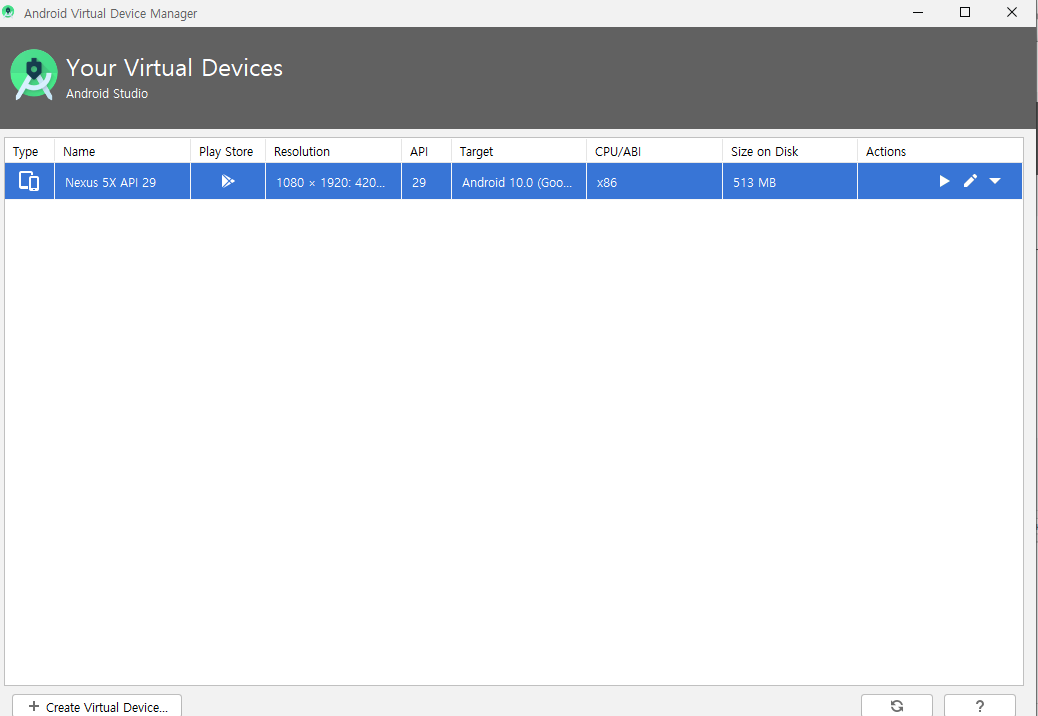 Android Virtual Device Manager
Your Virtual Devices
Android Studio
Type Name Play Store Resolution API Target CPU/ABI Size on Disk Actions
Nexus 5X API 29 1080 × 1920: 420... 29 Android 10.0 (Goo... x86 513 MB
+ Create Virtual Device... ?